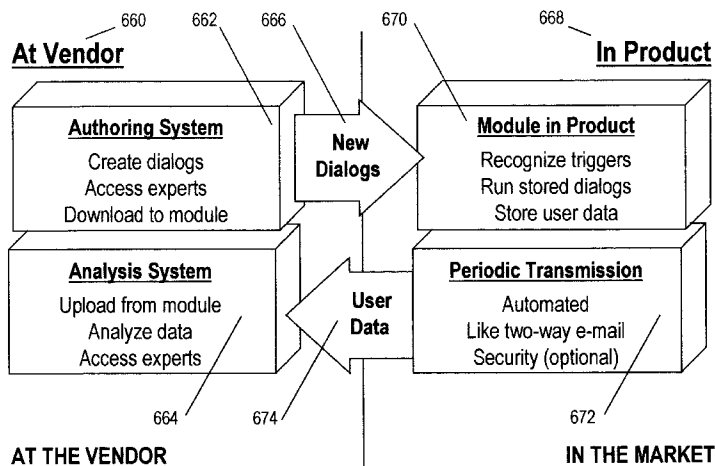 660
666
670
668
662
At Vendor
In Product
Authoring System
Create dialogs
Access experts
Download to module
New
Dialogs
Module in Product
Recognize triggers
Run stored dialogs
Store user data
Analysis System
Upload from module
Analyze data
Access experts
User
Data
Periodic Transmission
Automated
Like two-way e-mail
Security (optional)
664
674
672
AT THE VENDOR
IN THE MARKET